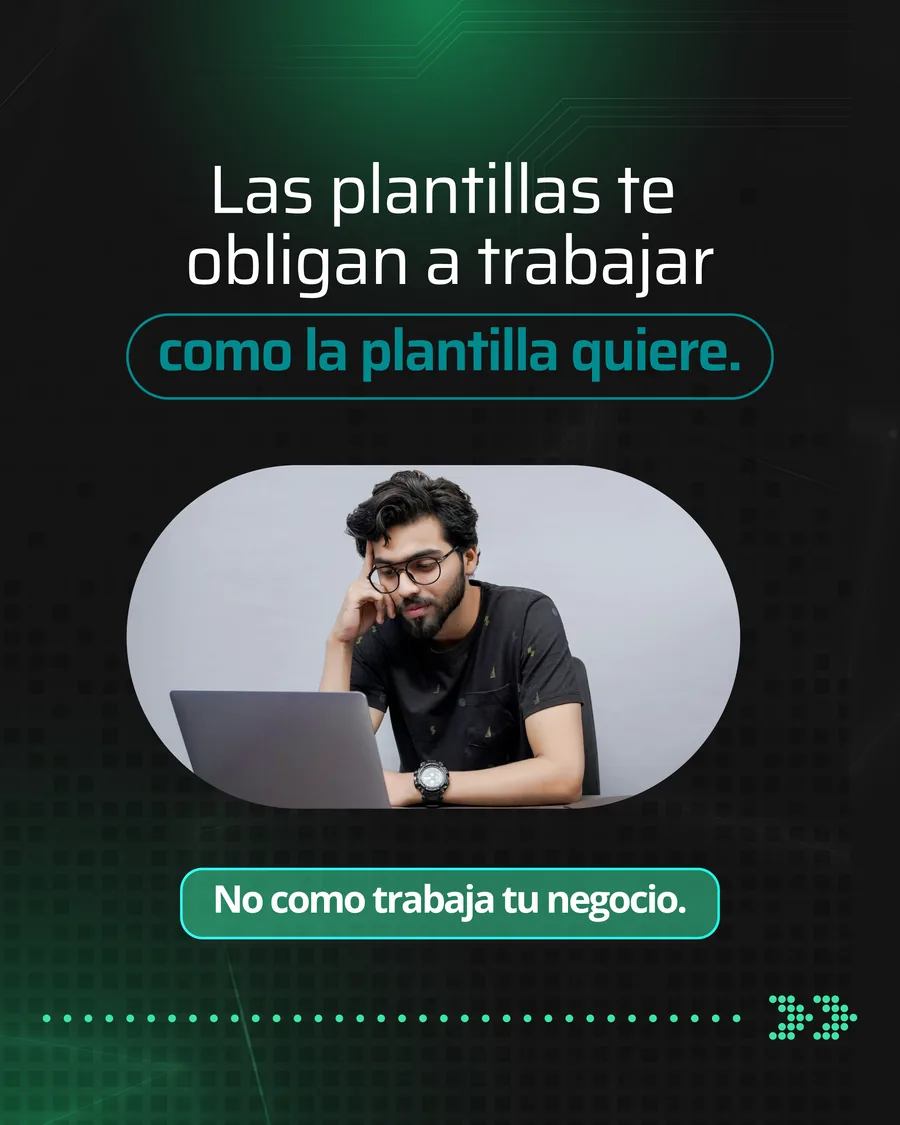 Las plantillas te
obligan a trabajar
como la plantilla quiere.
No como trabaja tu negocio.